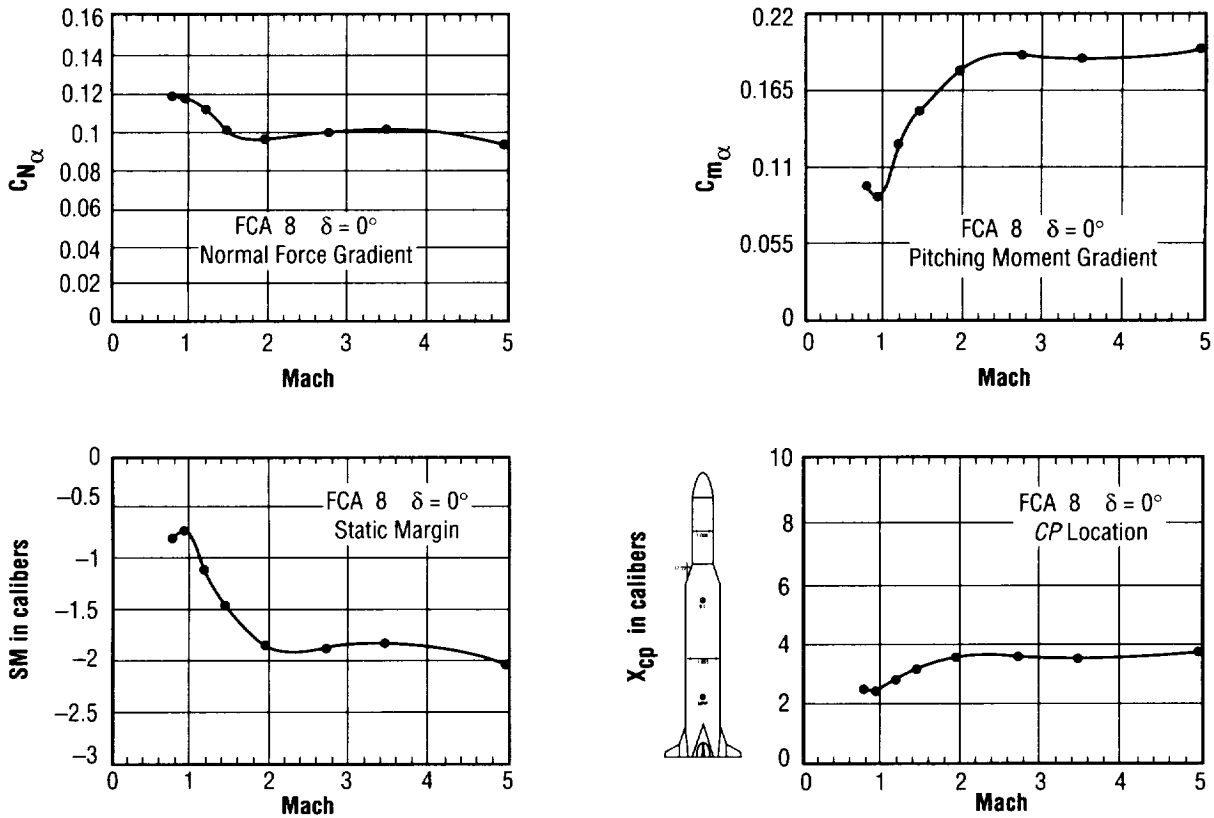 0.16
0.14
0.12
0.1
0.08
0.06
0.04
0.02
0
C_Nα
FCA 8 δ = 0°
Normal Force Gradient
0 1 2 3 4 5
Mach
0.22
0.165
0.11
0.055
0
C_mα
FCA 8 δ = 0°
Pitching Moment Gradient
0 1 2 3 4 5
Mach
0
−0.5
−1
−1.5
−2
−2.5
−3
SM in calibers
FCA 8 δ = 0°
Static Margin
0 1 2 3 4 5
Mach
10
8
6
4
2
0
X_cp in calibers
FCA 8 δ = 0°
CP Location
0 1 2 3 4 5
Mach